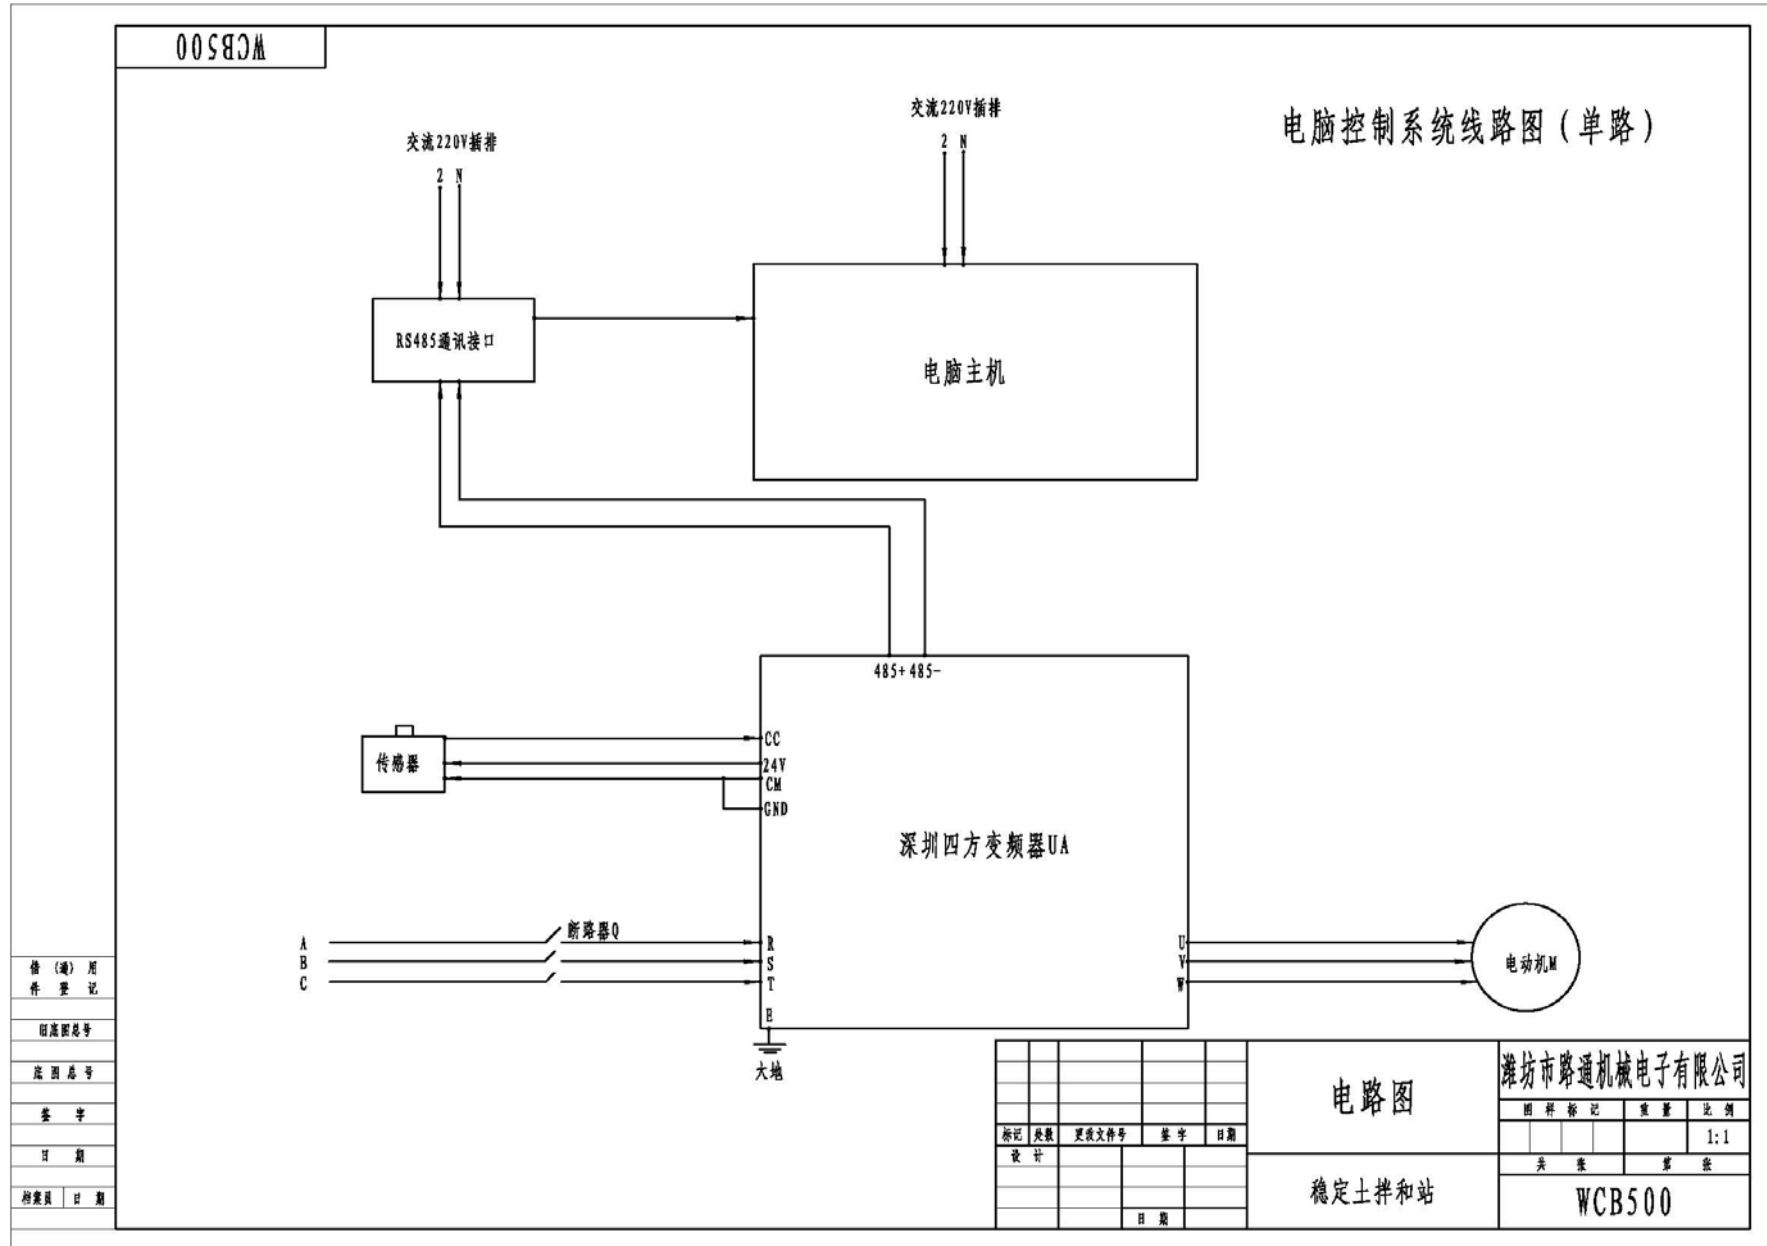 WCB500
电脑控制系统线路图（单路）
交流220V插排
2 N
交流220V插排
2 N
RS485通讯接口
电脑主机
485+ 485-
传感器
CC
24V
CM
GND
深圳四方变频器UA
断路器Q
A
B
C
R
S
T
E
大地
U
V
W
电动机M
借（通）用
件登记
旧底图总号
底图总号
签字
日期
档案员 日期
标记 处数 更改文件号 签字 日期
设计
日期
电路图
稳定土拌和站
潍坊市路通机械电子有限公司
图样标记 重量 比例
1:1
共 张 第 张
WCB500